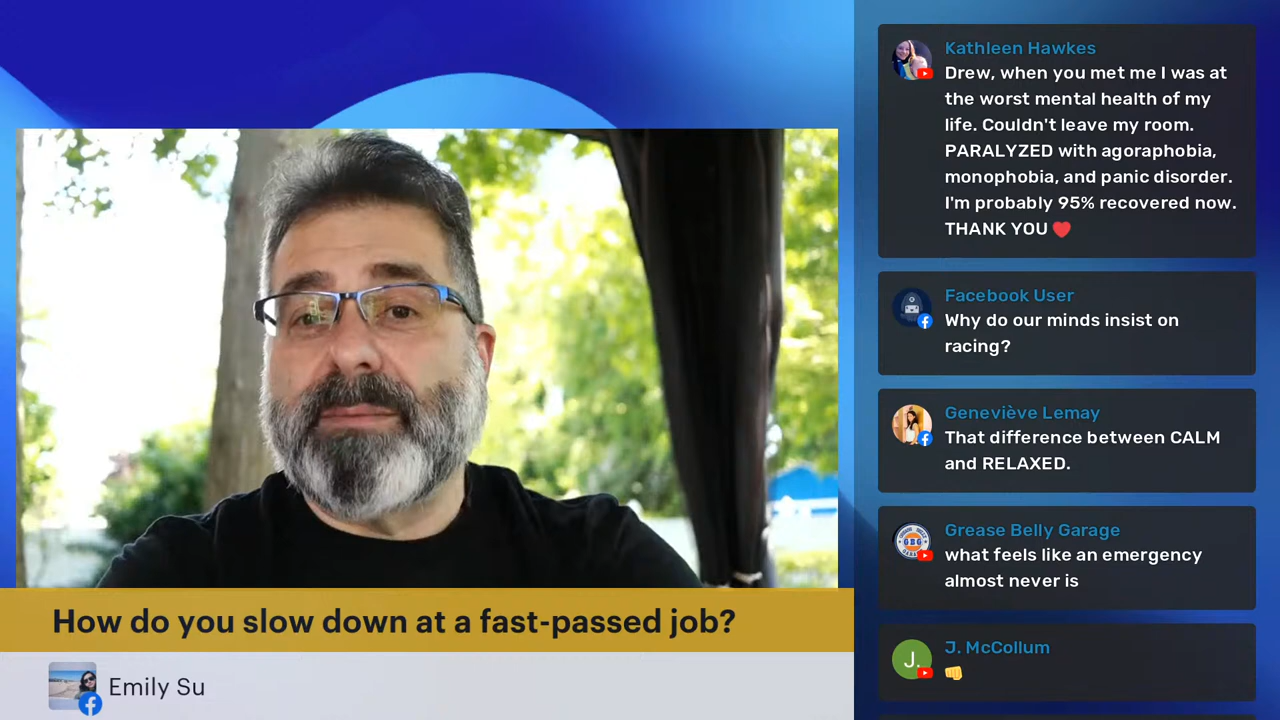 How do you slow down at a fast-passed job?
Emily Su
Kathleen Hawkes
Drew, when you met me I was at
the worst mental health of my
life. Couldn't leave my room.
PARALYZED with agoraphobia,
monophobia, and panic disorder.
I'm probably 95% recovered now.
THANK YOU ❤️
Facebook User
Why do our minds insist on
racing?
Geneviève Lemay
That difference between CALM
and RELAXED.
Grease Belly Garage
GBG
what feels like an emergency
almost never is
J.
J. McCollum
👊